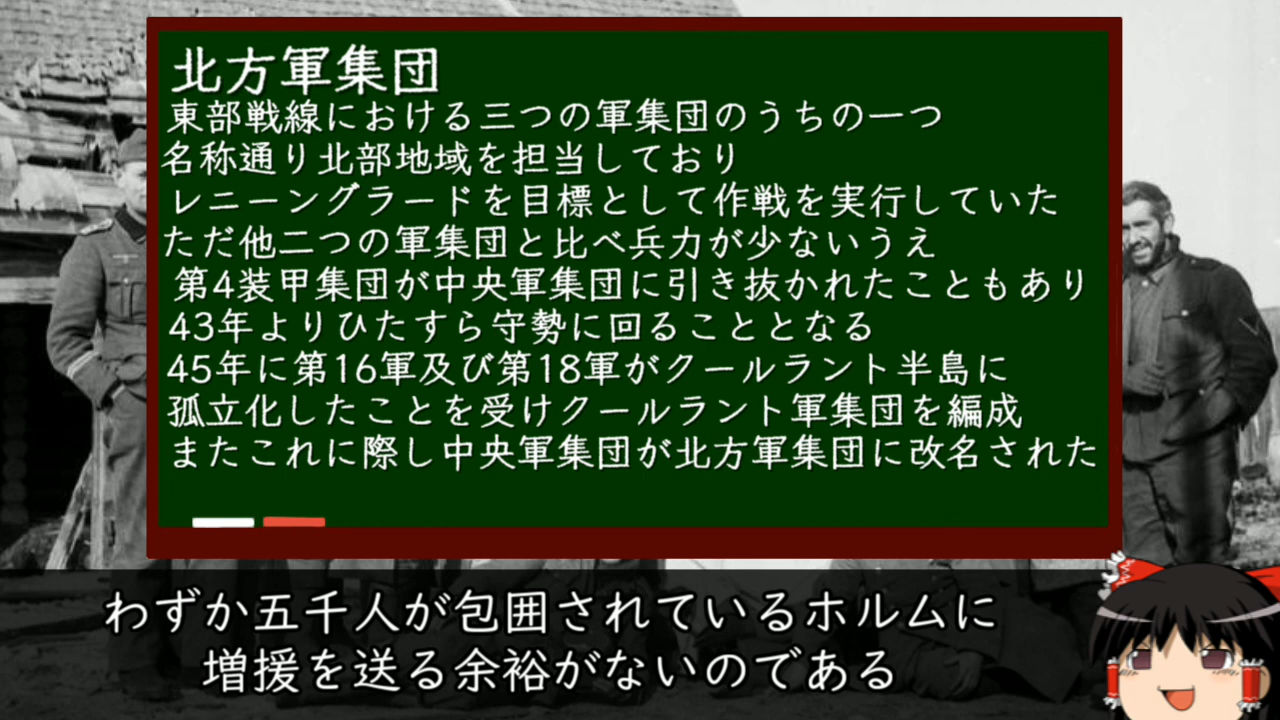 北方軍集団
東部戦線における三つの軍集団のうちの一つ
名称通り北部地域を担当しており
レニーングラードを目標として作戦を実行していた
ただ他二つの軍集団と比べ兵力が少ないうえ
第4装甲集団が中央軍集団に引き抜かれたこともあり
43年よりひたすら守勢に回ることとなる
45年に第16軍及び第18軍がクールラント半島に
孤立化したことを受けクールラント軍集団を編成
またこれに際し中央軍集団が北方軍集団に改名された
わずか五千人が包囲されているホルムに
増援を送る余裕がないのである